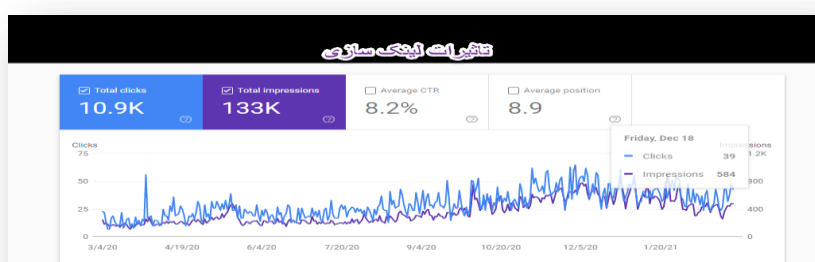 تاثیرات لینک سازی
Total clicks
10.9K
Total impressions
133K
Average CTR
8.2%
Average position
8.9
Friday, Dec 18
Clicks 39
Impressions 584
Clicks
75
50
25
0
1.2K
400
0
3/4/20 4/19/20 6/4/20 7/20/20 9/4/20 10/20/20 12/5/20 1/20/21